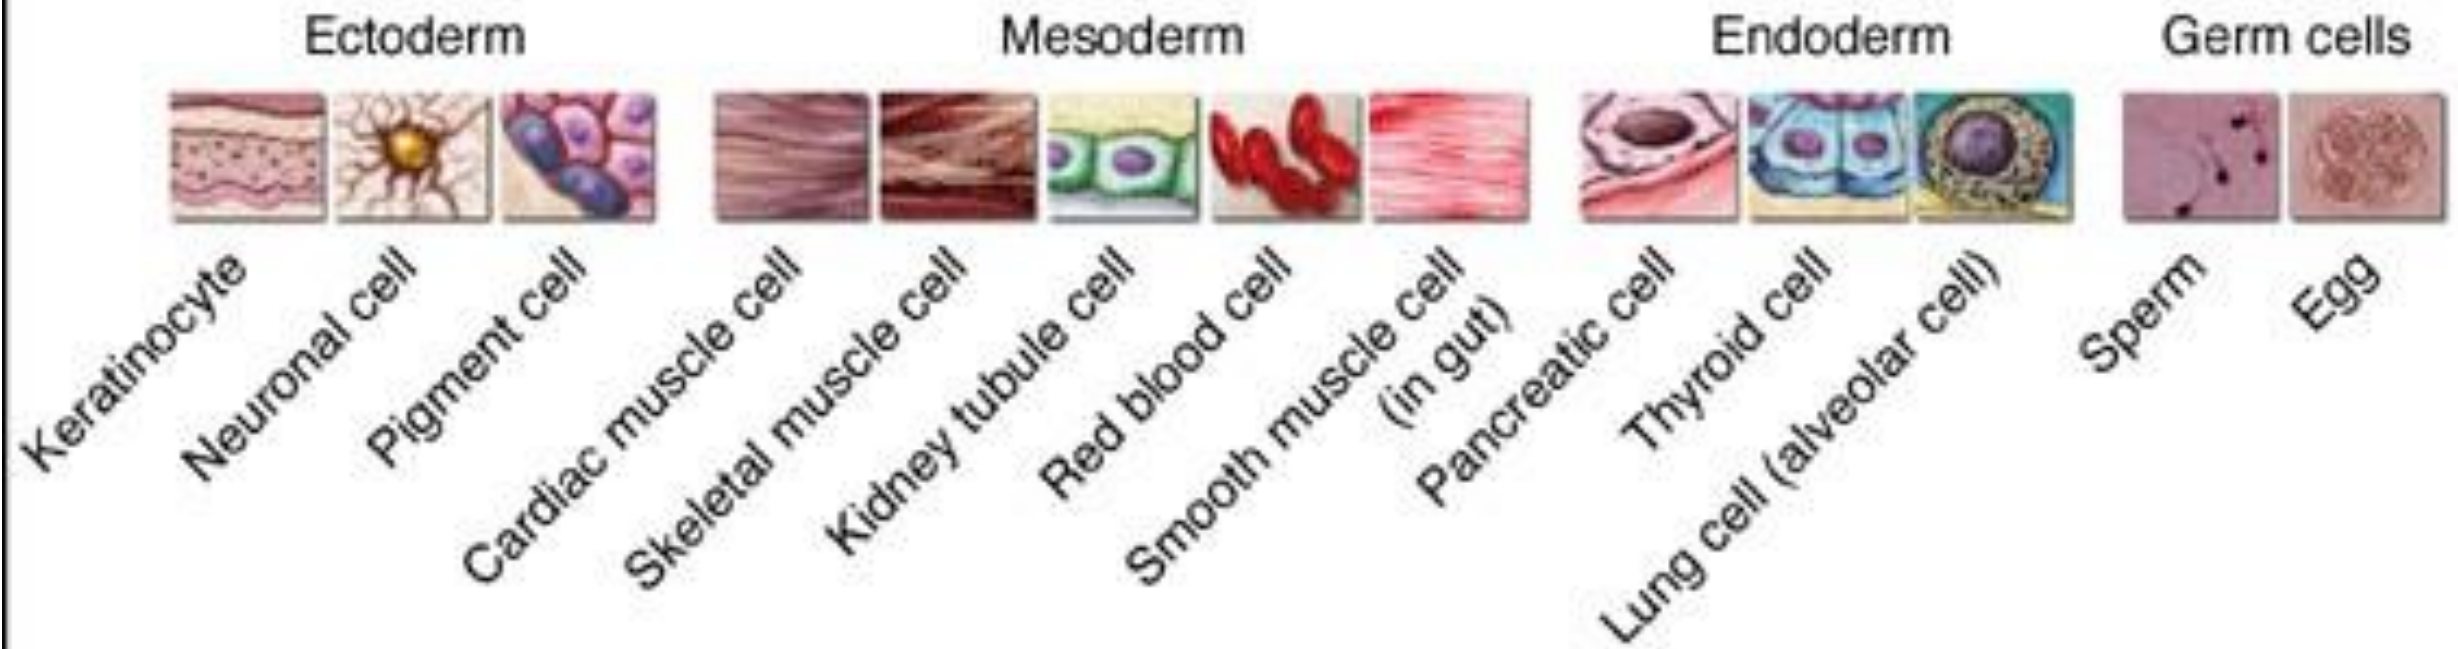 Ectoderm
Mesoderm
Endoderm
Germ cells
Keratinocyte
Neuronal cell
Pigment cell
Cardiac muscle cell
Skeletal muscle cell
Kidney tubule cell
Red blood cell
Smooth muscle cell
(in gut)
Pancreatic cell
Thyroid cell
Lung cell (alveolar cell)
Sperm
Egg